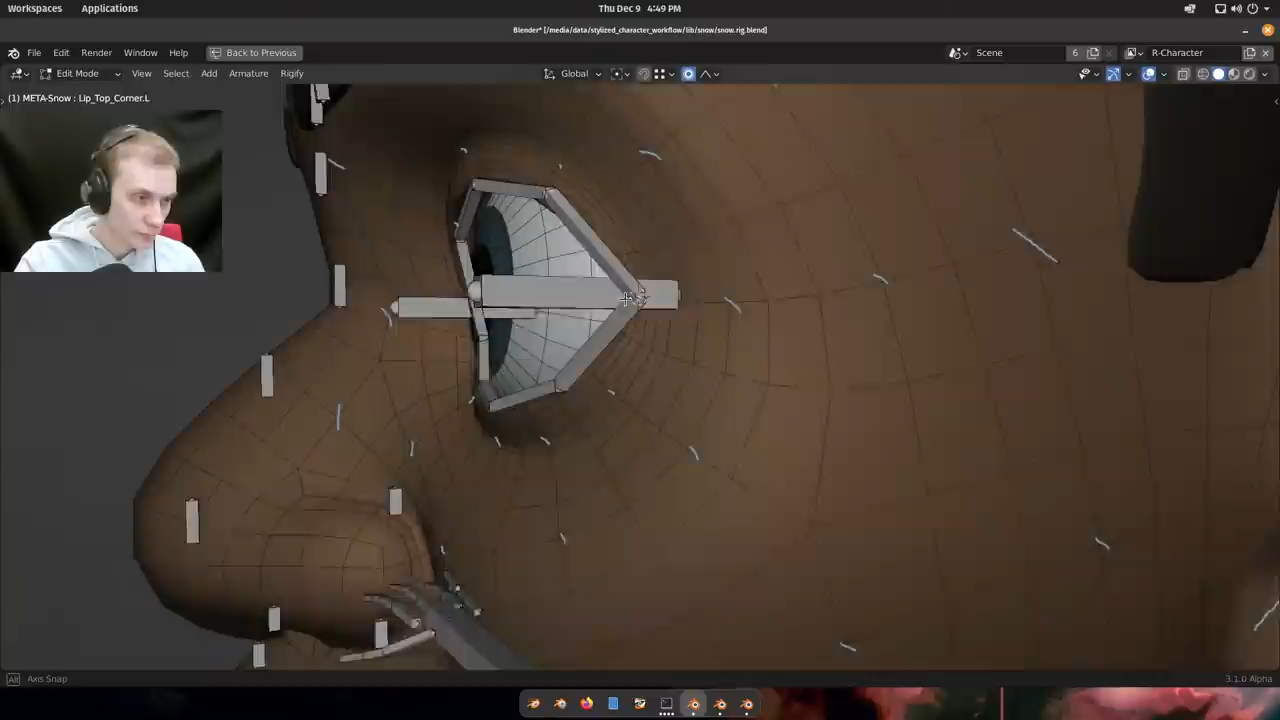 Workspaces Applications Thu Dec 9 4:49 PM
Blender* [/media/data/stylized_character_workflow/lib/snow/snow.rig.blend]
File Edit Render Window Help Back to Previous Scene 6 R-Character
Edit Mode View Select Add Armature Rigify Global
(1) META-Snow : Lip_Top_Corner.L
Alt Axis Snap 3.1.0 Alpha